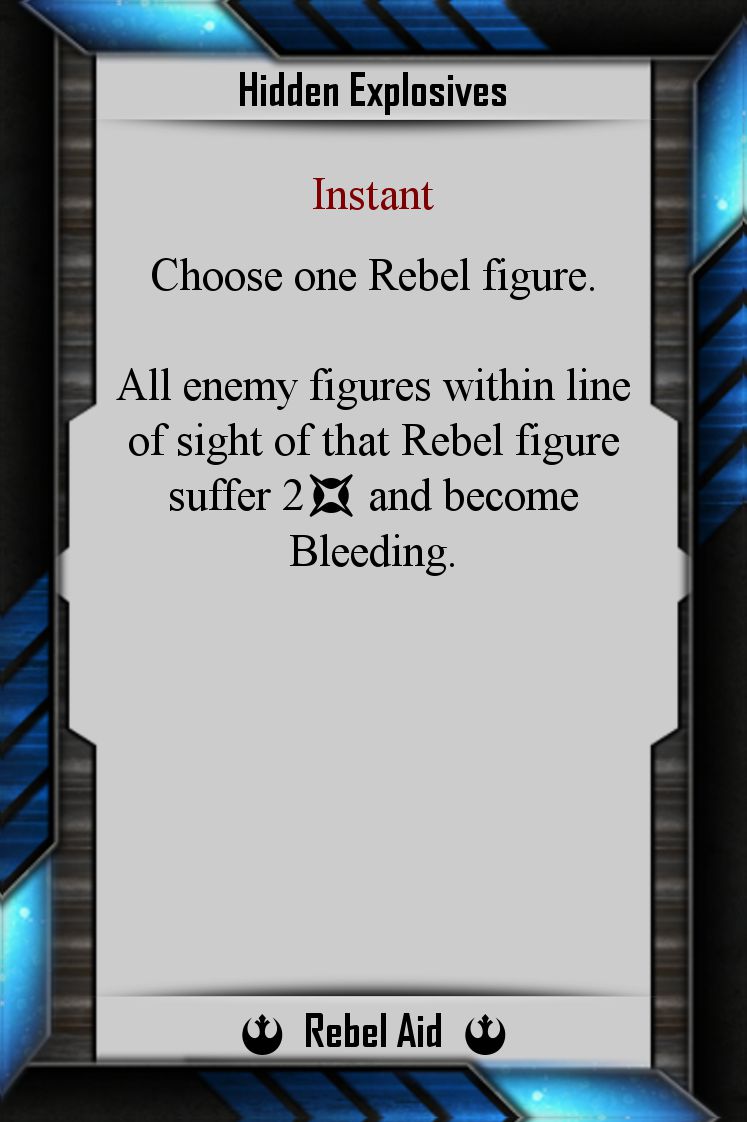 Hidden Explosives
Instant
Choose one Rebel figure.
All enemy figures within line
of sight of that Rebel figure
suffer 2 and become
Bleeding.
Rebel Aid